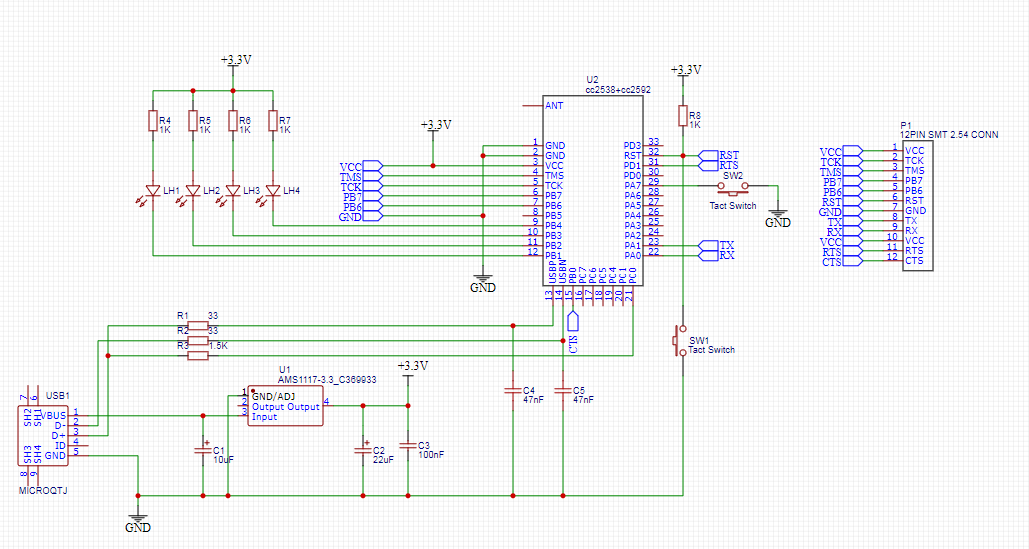 +3.3V
R4
1K
R5
1K
R6
1K
R7
1K
LH1
LH2
LH3
LH4
+3.3V
VCC
TMS
TCK
PB7
PB6
GND
GND
U2
cc2538+cc2592
ANT
1 GND
2 GND
3 VCC
4 TMS
5 TCK
6 PB7
7 PB6
8 PB5
9 PB4
10 PB3
11 PB2
12 PB1
PD3 33
RST 32
PD1 31
PD0 30
PA7 29
PA6 28
PA5 27
PA4 26
PA3 25
PA2 24
PA1 23
PA0 22
13 USBP
14 USBN
15 PB0
16 PC7
17 PC6
18 PC5
19 PC4
20 PC1
21 PC0
CTS
+3.3V
R8
1K
RST
RTS
SW2
Tact Switch
GND
TX
RX
SW1
Tact Switch
P1
12PIN SMT 2.54 CONN
VCC 1 VCC
TCK 2 TCK
TMS 3 TMS
PB7 4 PB7
PB6 5 PB6
RST 6 RST
GND 7 GND
TX 8 TX
RX 9 RX
VCC 10 VCC
RTS 11 RTS
CTS 12 CTS
R1 33
R2 33
R3 1.5K
+3.3V
U1
AMS1117-3.3_C369933
1 GND/ADJ
2 Output Output 4
3 Input
USB1
7 SH2
6 SH1
VBUS 1
D- 2
D+ 3
ID 4
GND 5
8 SH3
9 SH4
MICROQTJ
+
C1
10uF
+
C2
22uF
C3
100nF
C4
47nF
C5
47nF
GND